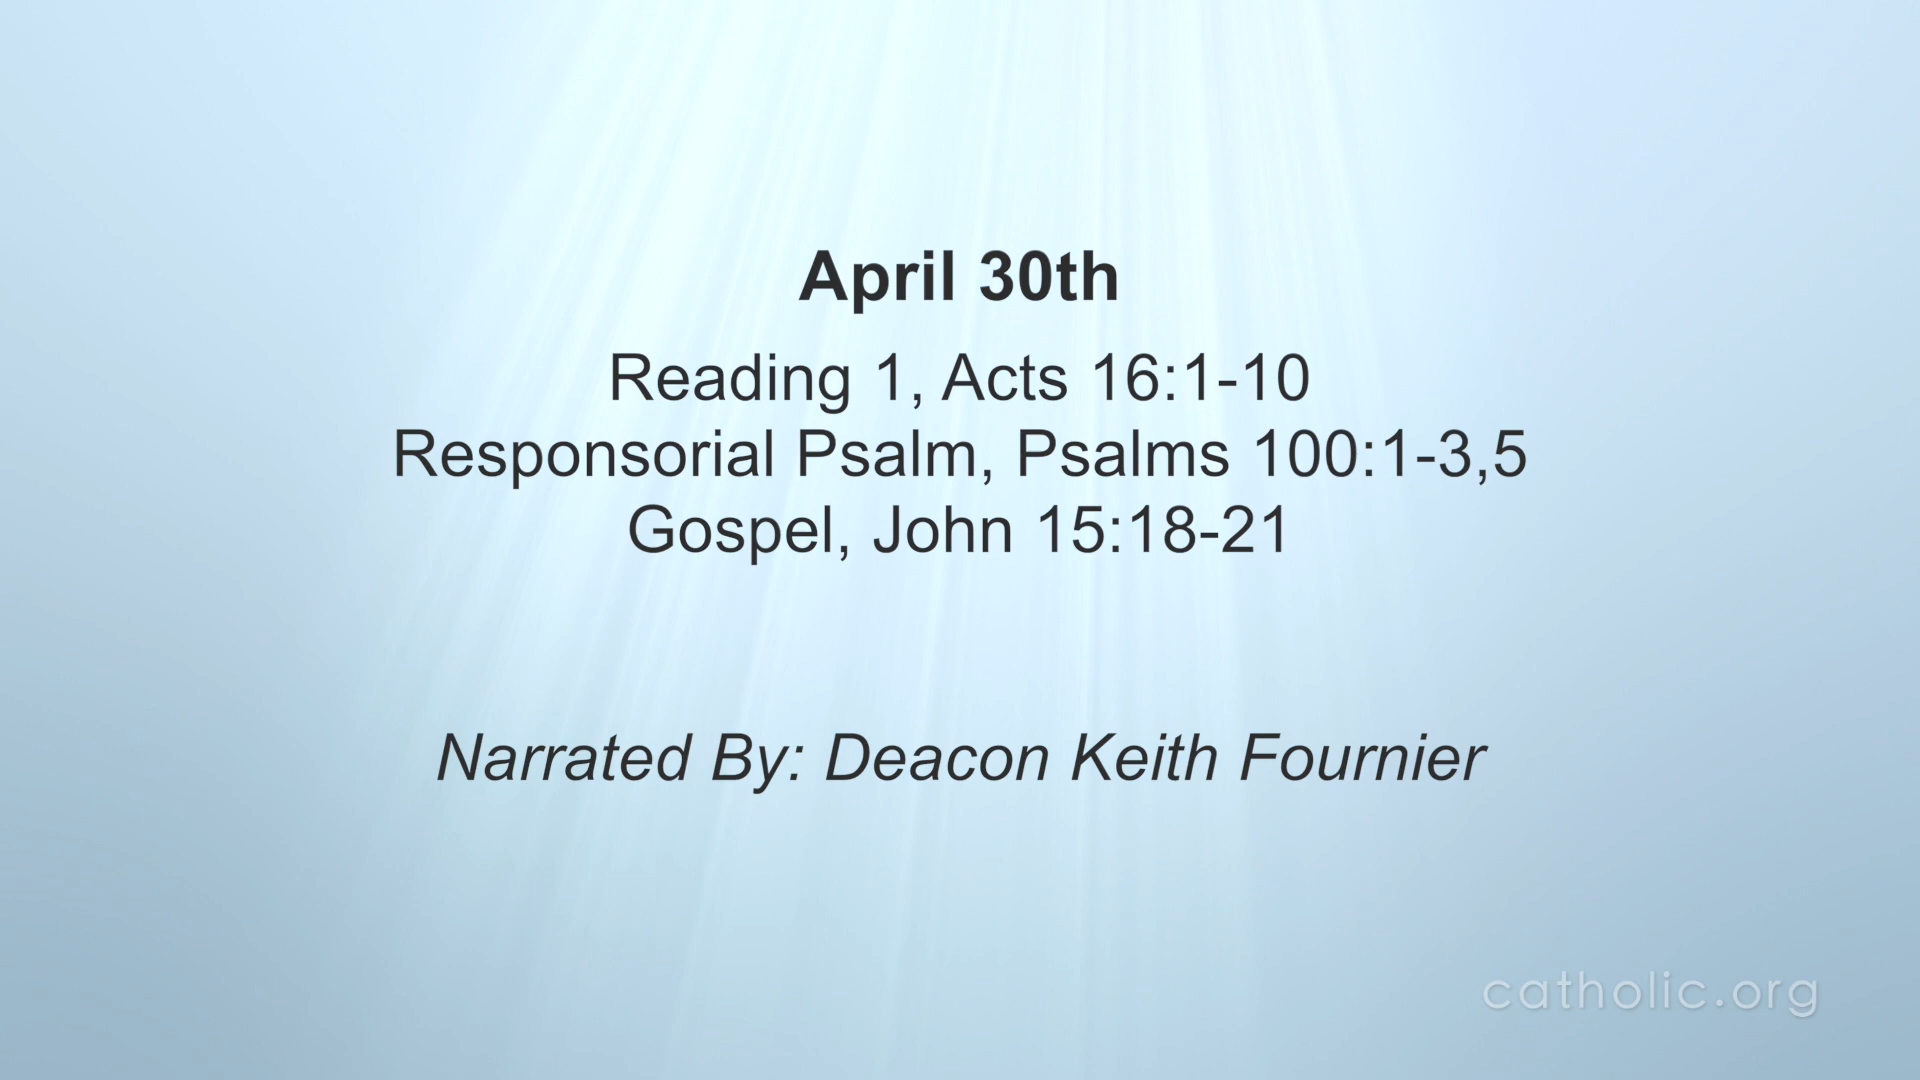 April 30th
Reading 1, Acts 16:1-10
Responsorial Psalm, Psalms 100:1-3,5
Gospel, John 15:18-21
Narrated By: Deacon Keith Fournier
catholic.org